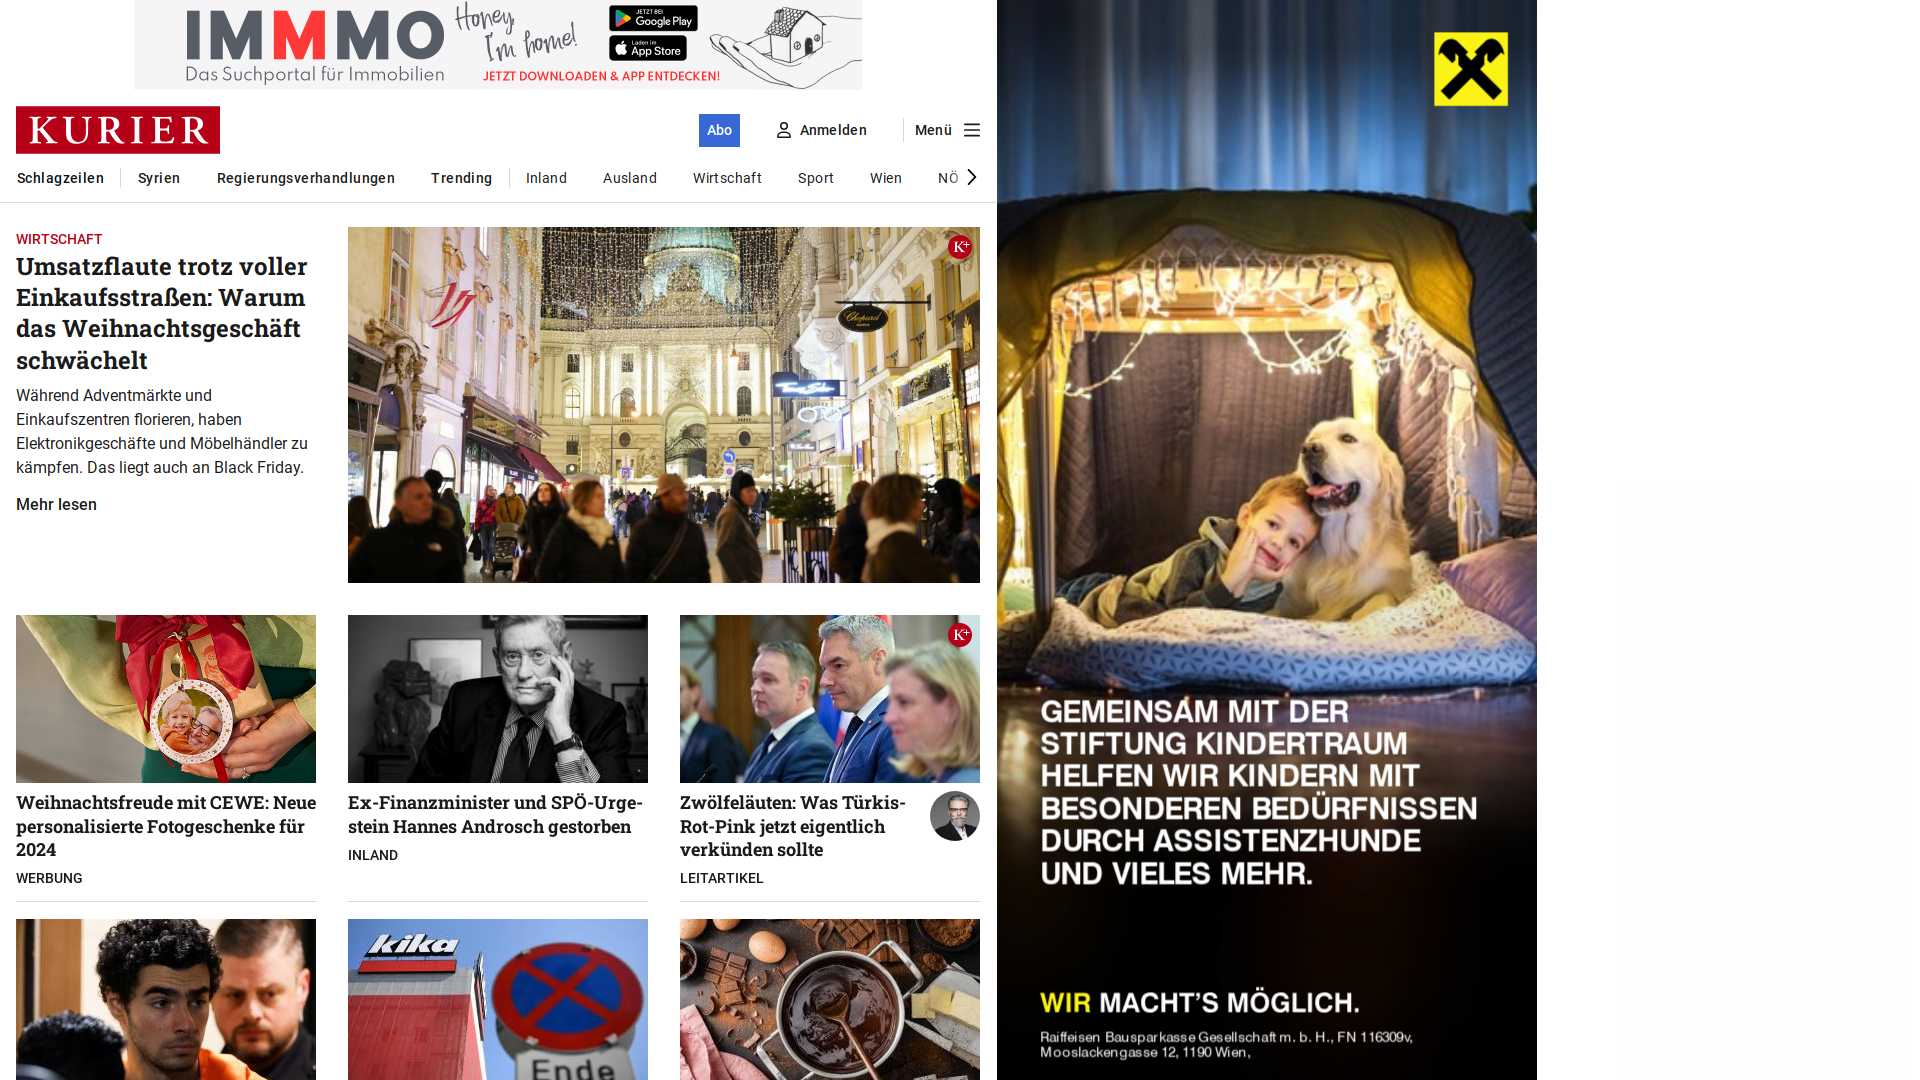 IMMMO
Das Suchportal für Immobilien
Honey,
I'm home!
JETZT BEI
Google Play
Laden im
App Store
JETZT DOWNLOADEN & APP ENTDECKEN!
KURIER
Abo
Anmelden
Menü
Schlagzeilen
Syrien
Regierungsverhandlungen
Trending
Inland
Ausland
Wirtschaft
Sport
Wien
NÖ
WIRTSCHAFT
Umsatzflaute trotz voller
Einkaufsstraßen: Warum
das Weihnachtsgeschäft
schwächelt
Während Adventmärkte und
Einkaufszentren florieren, haben
Elektronikgeschäfte und Möbelhändler zu
kämpfen. Das liegt auch an Black Friday.
Mehr lesen
K+
Chopard
K+
Weihnachtsfreude mit CEWE: Neue
personalisierte Fotogeschenke für
2024
WERBUNG
Ex-Finanzminister und SPÖ-Urge-
stein Hannes Androsch gestorben
INLAND
Zwölfeläuten: Was Türkis-
Rot-Pink jetzt eigentlich
verkünden sollte
LEITARTIKEL
kika
Ende
GEMEINSAM MIT DER
STIFTUNG KINDERTRAUM
HELFEN WIR KINDERN MIT
BESONDEREN BEDÜRFNISSEN
DURCH ASSISTENZHUNDE
UND VIELES MEHR.
WIR MACHT'S MÖGLICH.
Raiffeisen Bausparkasse Gesellschaft m. b. H., FN 116309v,
Mooslackengasse 12, 1190 Wien,